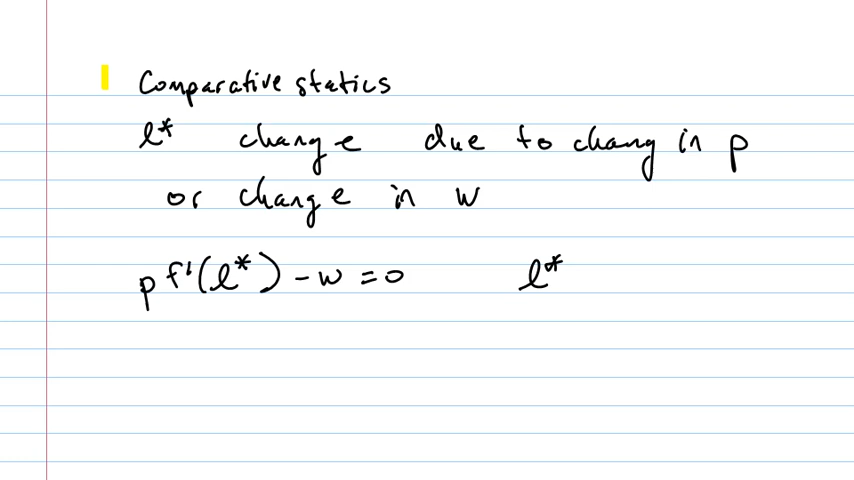 Comparative statics
l* change due to chang in p
or change in w
p f'(l*) - w = 0 l*